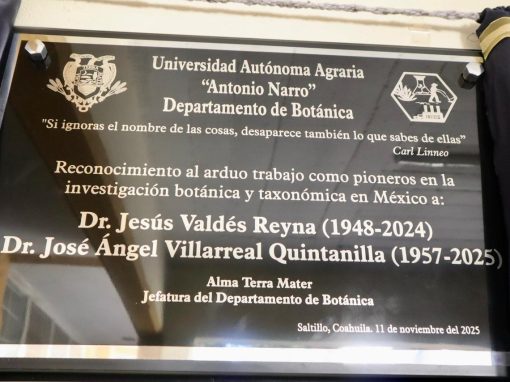 Universidad Autónoma Agraria
“Antonio Narro”
Departamento de Botánica
"Si ignoras el nombre de las cosas, desaparece también lo que sabes de ellas”
Carl Linneo
Reconocimiento al arduo trabajo como pioneros en la
investigación botánica y taxonómica en México a:
Dr. Jesús Valdés Reyna (1948-2024)
Dr. José Ángel Villarreal Quintanilla (1957-2025)
Alma Terra Mater
Jefatura del Departamento de Botánica
Saltillo, Coahuila. 11 de noviembre del 2025